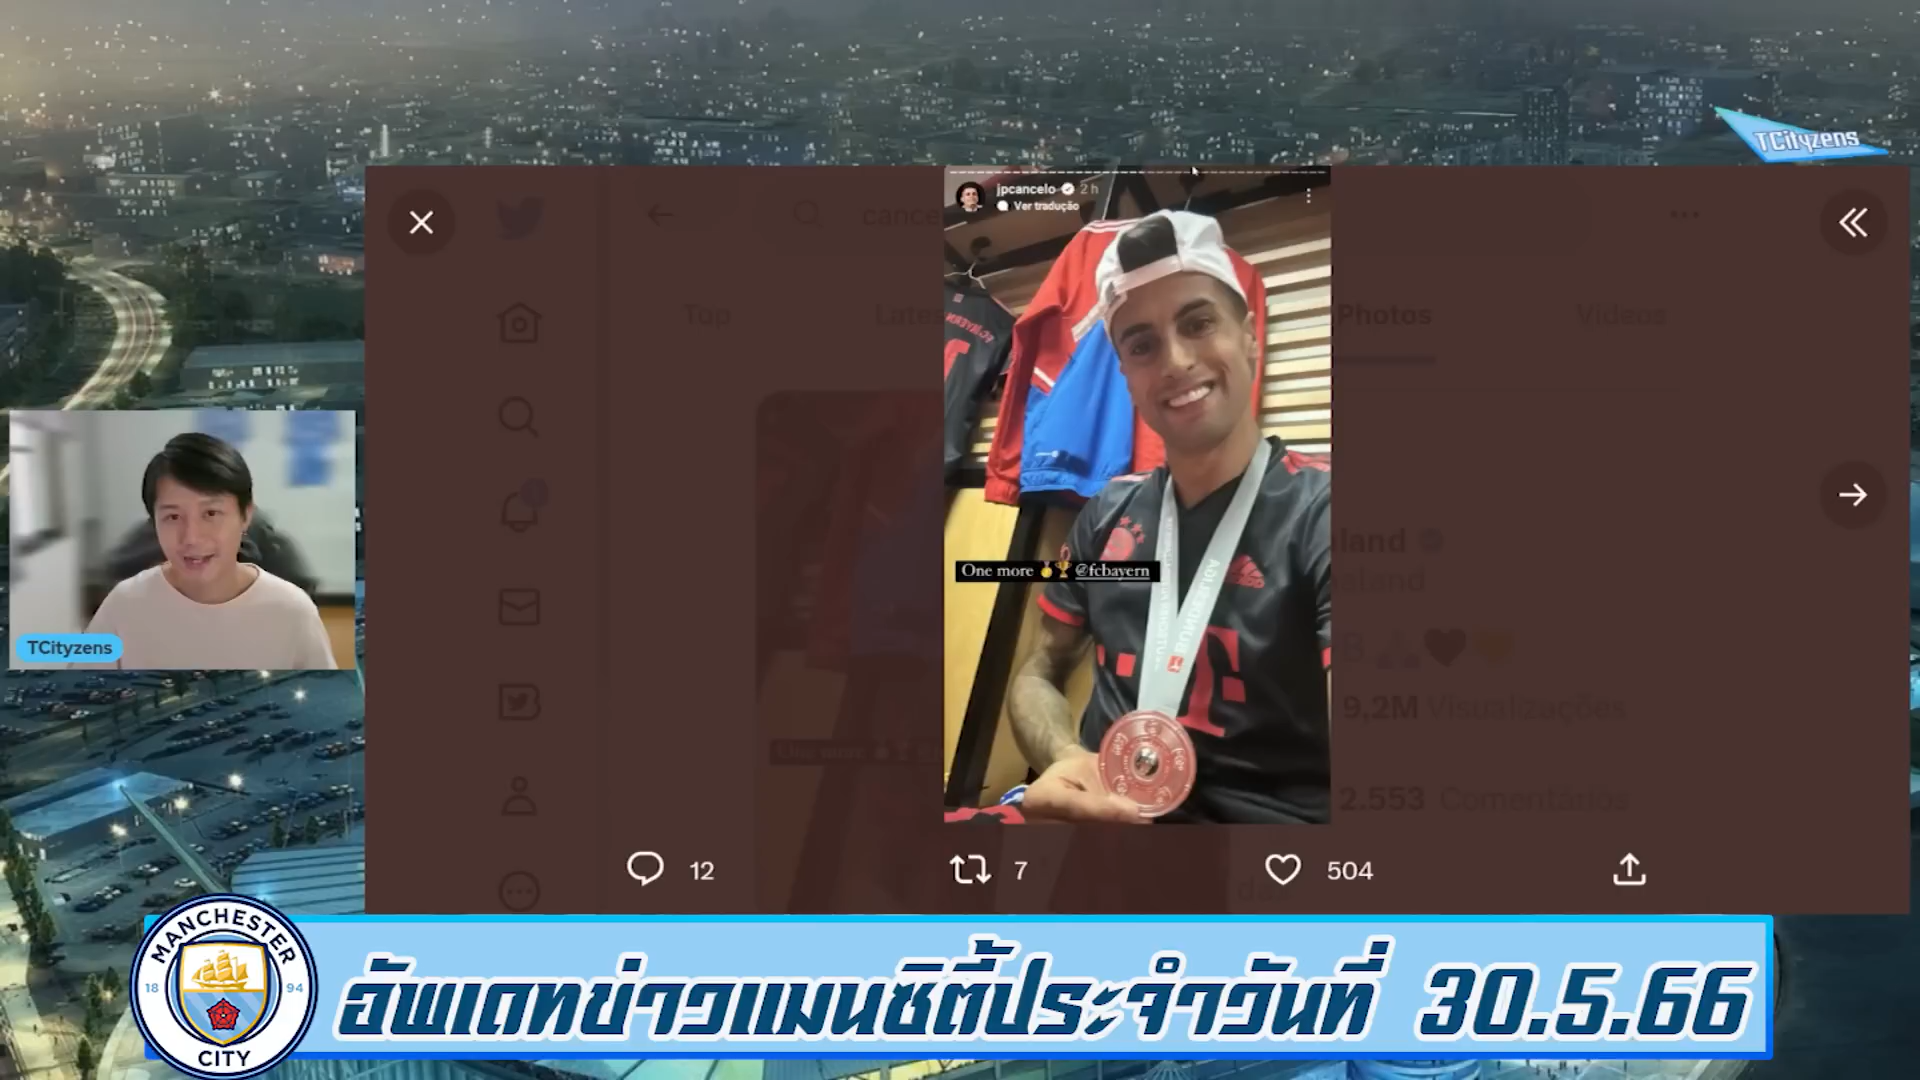 TCityzens
jpcancelo 2 h
Ver tradução
Top
Photos
Videos
One more @fcbayern
BUNDESLIGA
9,2M Visualizações
2.553 Comentários
TCityzens
12
7
504
MANCHESTER
18 94
CITY
อัพเดทข่าวแมนซิตี้ประจำวันที่ 30.5.66